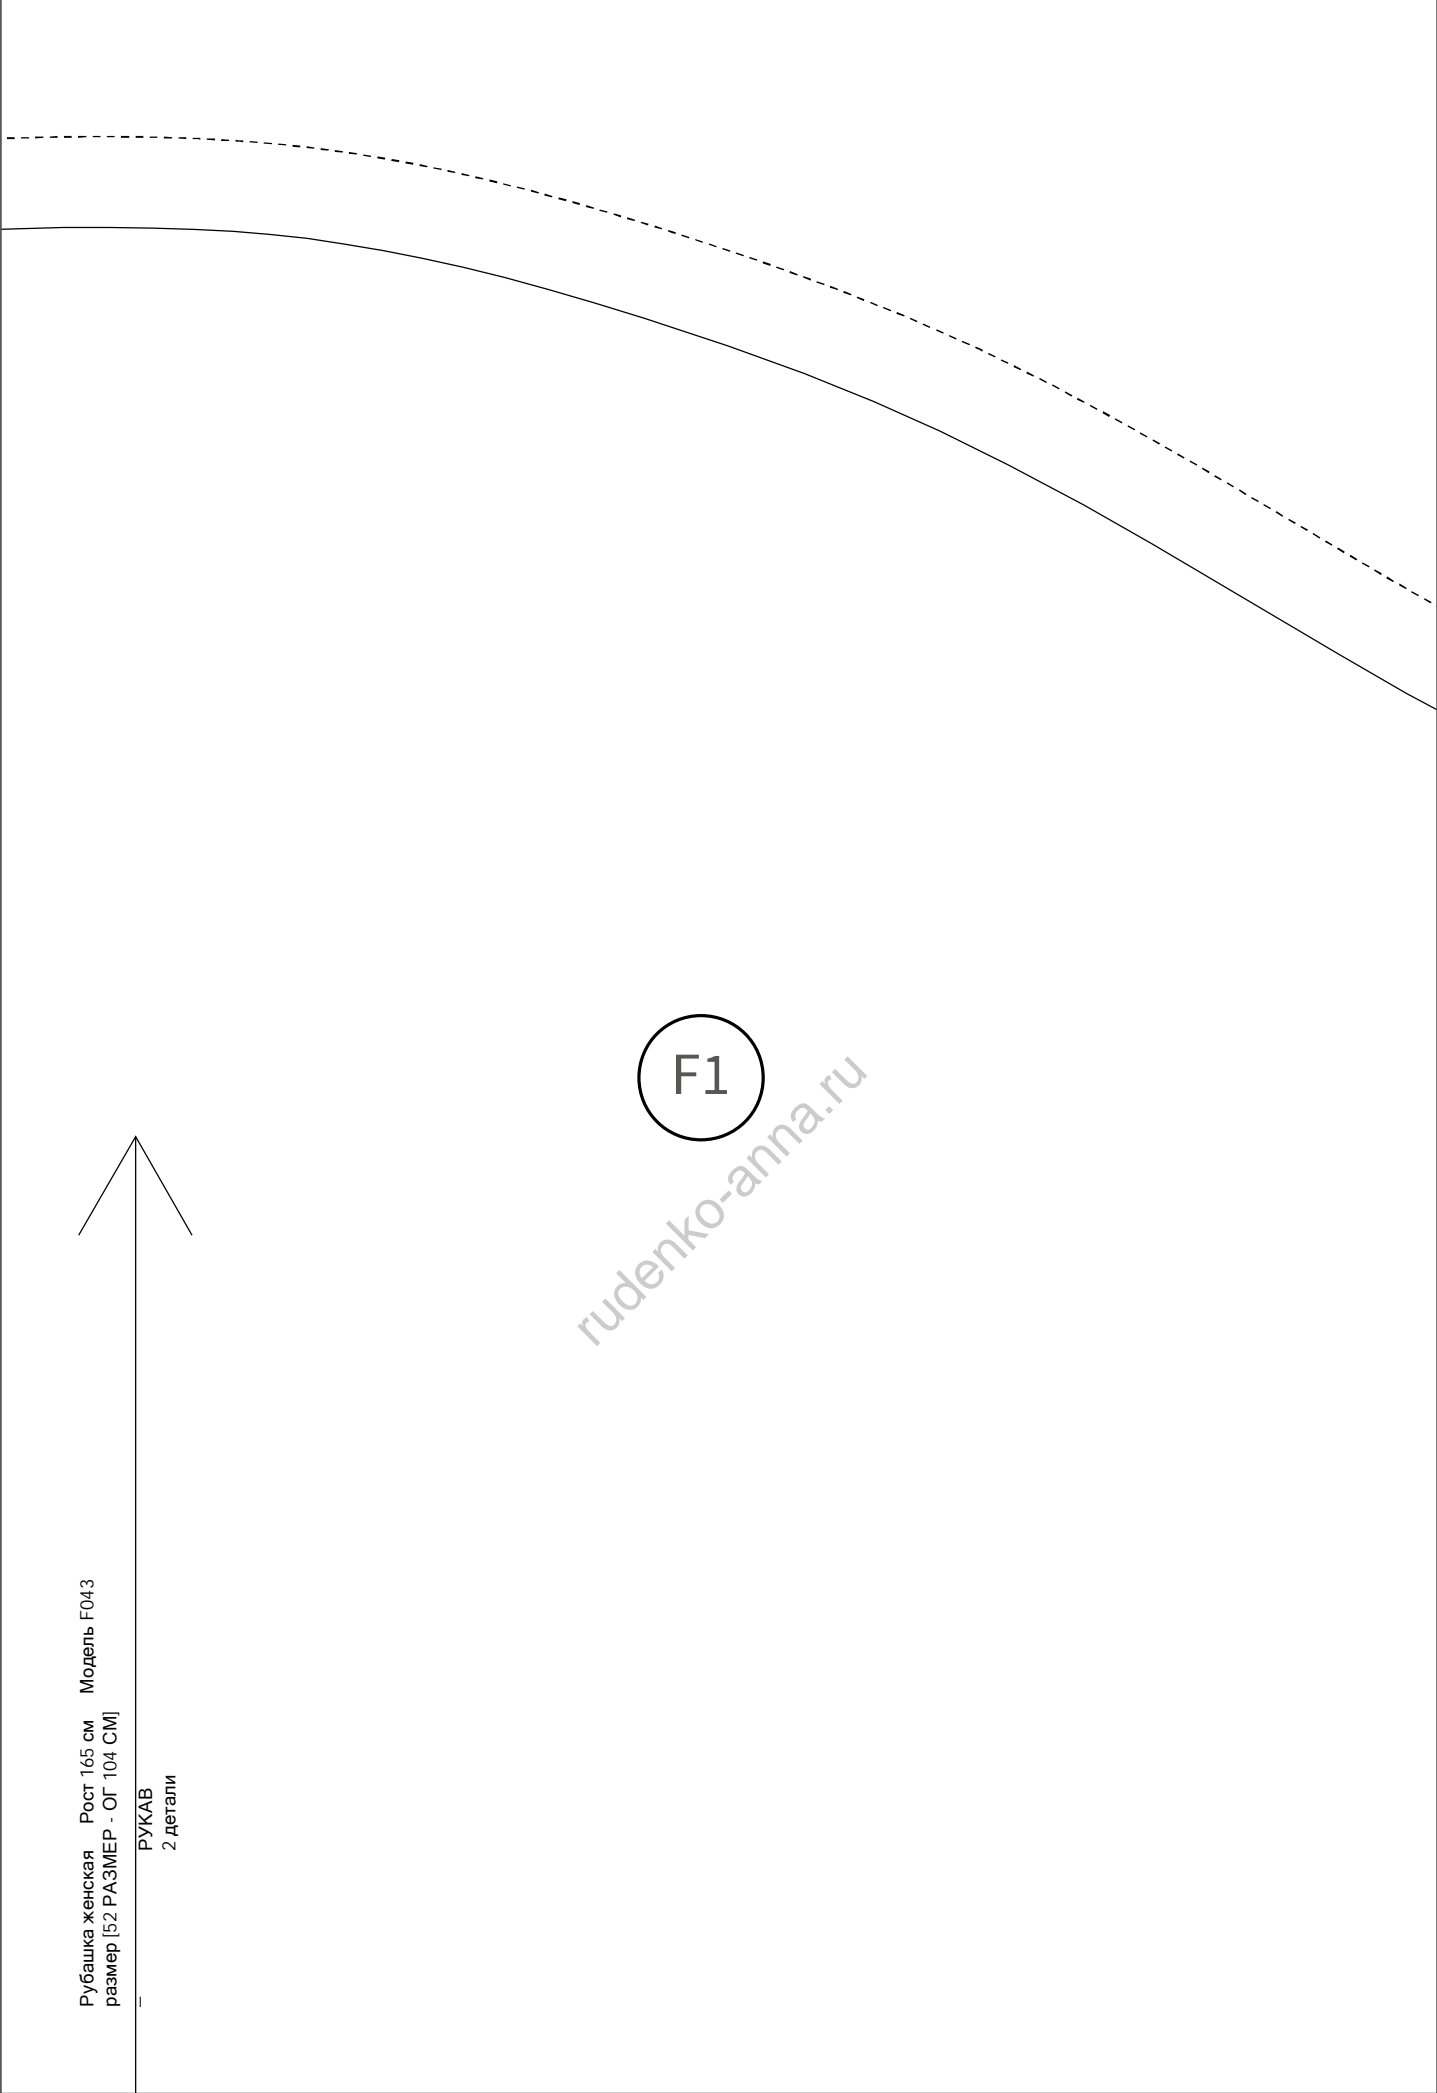 F1
rudenko-anna.ru
Рубашка женская Рост 165 см Модель F043
размер [52 РАЗМЕР - ОГ 104 СМ]
РУКАВ
2 детали